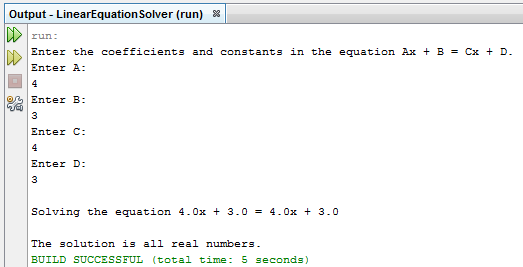 Output - LinearEquationSolver (run)
run:
Enter the coefficients and constants in the equation Ax + B = Cx + D.
Enter A:
4
Enter B:
3
Enter C:
4
Enter D:
3
Solving the equation 4.0x + 3.0 = 4.0x + 3.0
The solution is all real numbers.
BUILD SUCCESSFUL (total time: 5 seconds)